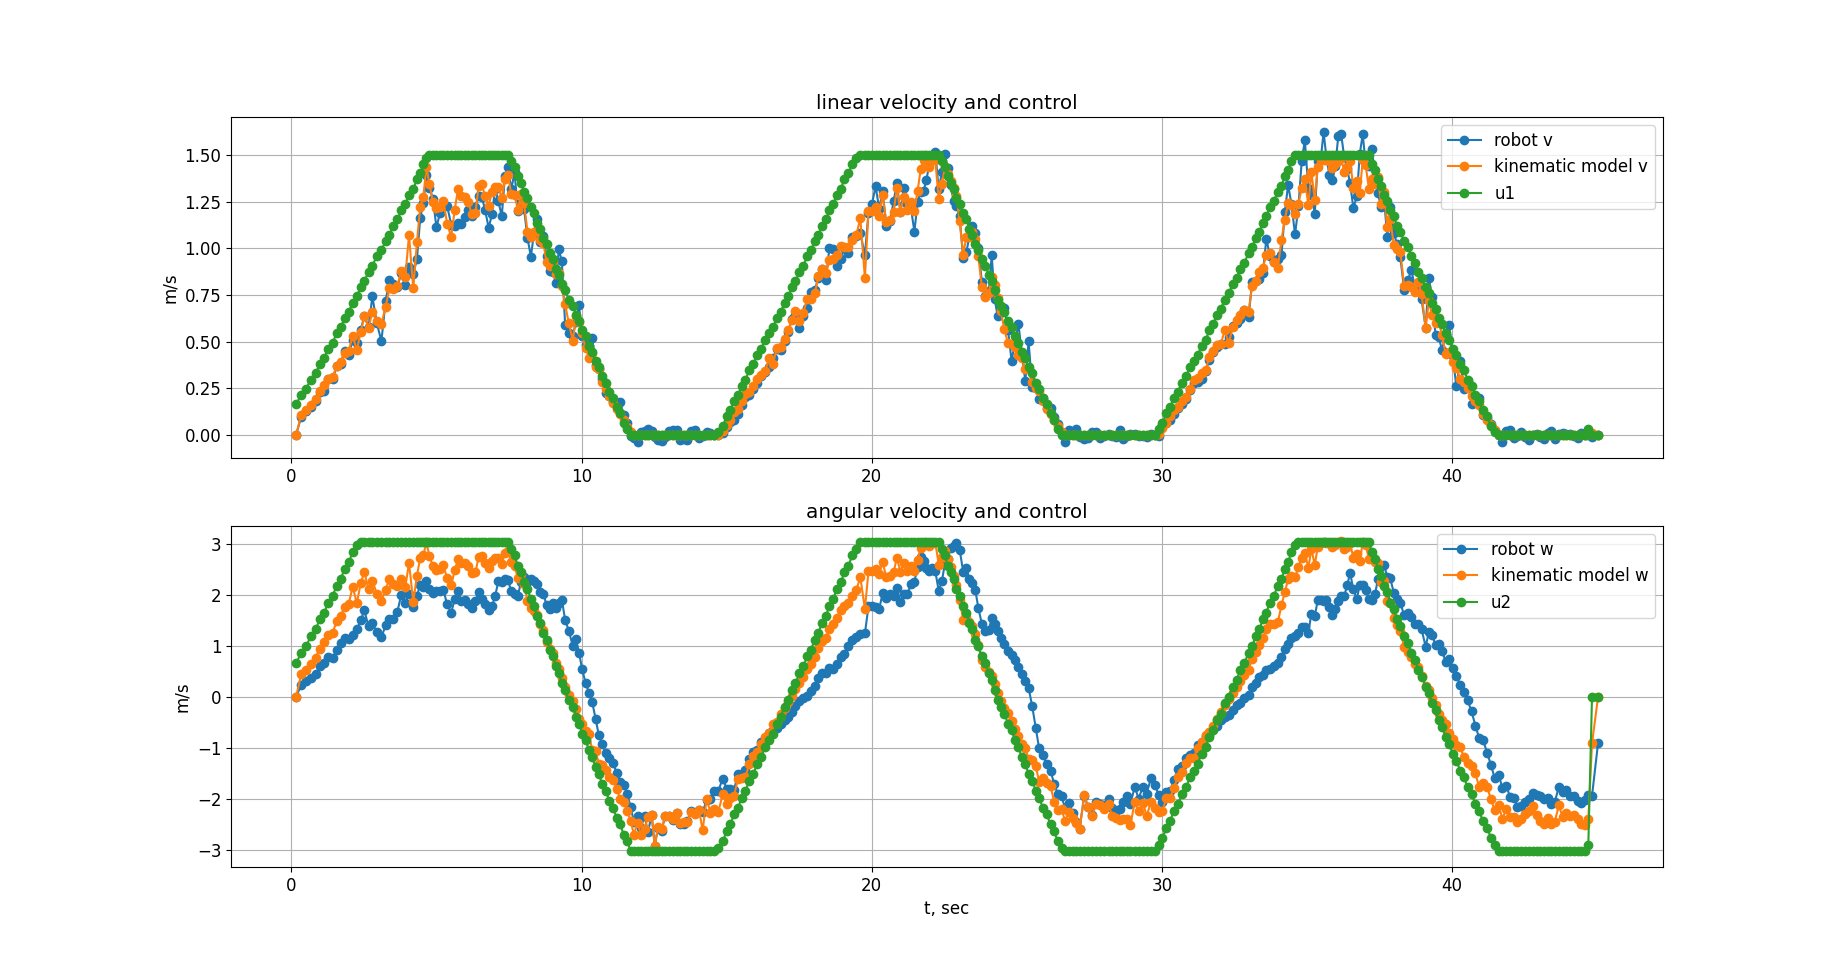 linear velocity and control
m/s
1.50
1.25
1.00
0.75
0.50
0.25
0.00
0 10 20 30 40
robot v
kinematic model v
u1
angular velocity and control
m/s
3
2
1
0
−1
−2
−3
0 10 20 30 40
t, sec
robot w
kinematic model w
u2